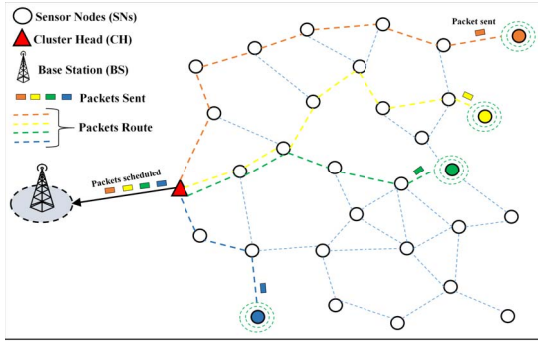 Sensor Nodes (SNs)
Cluster Head (CH)
Base Station (BS)
Packets Sent
Packets Route
Packet sent
Packets scheduled